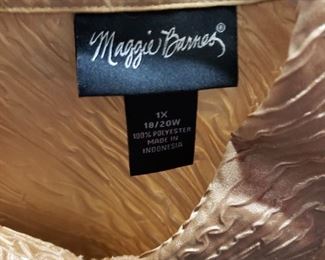 Maggie Barnes®
1X
18/20W
100% POLYESTER
MADE IN
INDONESIA